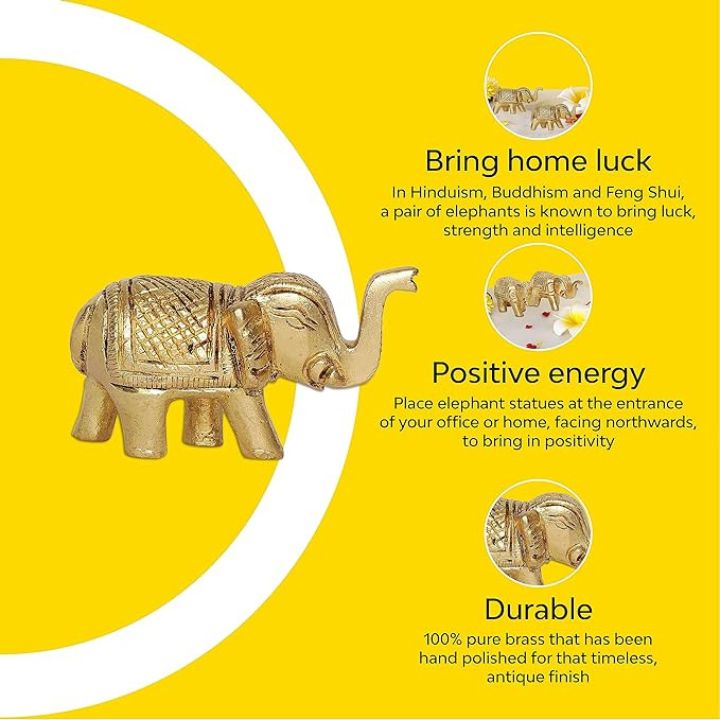 Bring home luck
In Hinduism, Buddhism and Feng Shui,
a pair of elephants is known to bring luck,
strength and intelligence
Positive energy
Place elephant statues at the entrance
of your office or home, facing northwards,
to bring in positivity
Durable
100% pure brass that has been
hand polished for that timeless,
antique finish